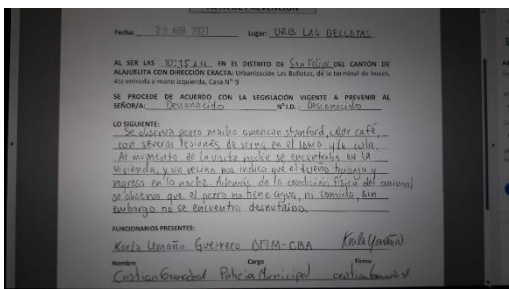 ACTA DE PREVENCIÓN
Fecha: 29 ABR 2021 Lugar: URB LAS BELLOTAS
AL SER LAS 10:15 A.M EN EL DISTRITO DE San Felipe DEL CANTÓN DE
ALAJUELITA CON DIRECCIÓN EXACTA: Urbanización Las Bellotas, dé la terminal de buses,
4ta entrada a mano izquierda, Casa N° 9
SE PROCEDE DE ACUERDO CON LA LEGISLACIÓN VIGENTE A PREVENIR AL
SEÑOR/A: Desconocido N°I.D.: Desconocido
LO SIGUIENTE:
Se observa perro macho american stanford, color café,
con severas lesiones de sarna en el lomo y la cola.
Al momento de la visita nadie se encontraba en la
vivienda, y un vecino nos indica que el dueño trabaja y
regresa en la noche. Además de la condición física del animal
se observa que el perro no tiene agua, ni comida, sin
embargo no se encuentra desnutrido.
FUNCIONARIOS PRESENTES:
Karla Umaña Guerrero DFIM-CBA
Nombre Cargo Firma
Cristian Granados Policía Municipal